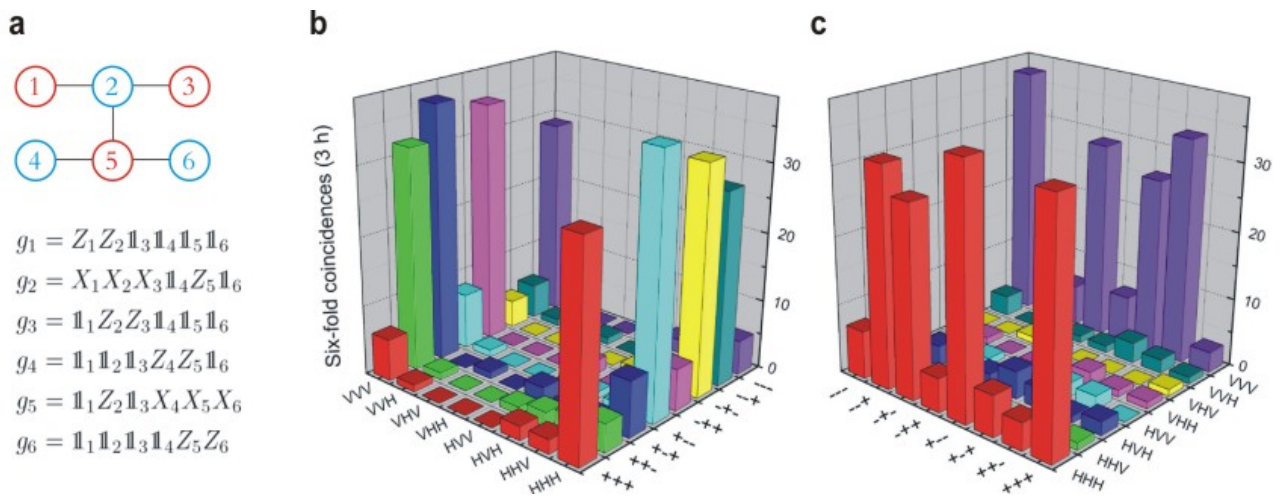 a
1
2
3
4
5
6
g₁ = Z₁Z₂𝟙₃𝟙₄𝟙₅𝟙₆
g₂ = X₁X₂X₃𝟙₄Z₅𝟙₆
g₃ = 𝟙₁Z₂Z₃𝟙₄𝟙₅𝟙₆
g₄ = 𝟙₁𝟙₂𝟙₃Z₄Z₅𝟙₆
g₅ = 𝟙₁Z₂𝟙₃X₄X₅X₆
g₆ = 𝟙₁𝟙₂𝟙₃𝟙₄Z₅Z₆
b
Six-fold coincidences (3 h)
30
20
10
0
VVV
VVH
VHV
VHH
HVV
HVH
HHV
HHH
+++
++-
---
c
30
20
10
0
---
--+
++-
+++
HHH
HHV
HVH
HVV
VHH
VHV
VVH
VVV